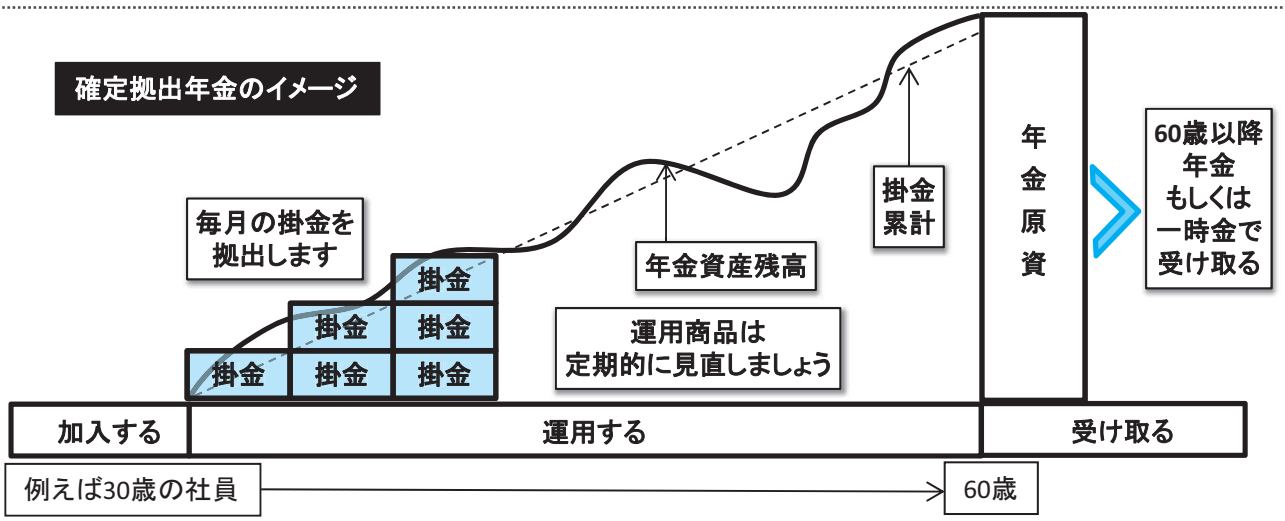 確定拠出年金のイメージ
毎月の掛金を
拠出します
掛金
掛金
掛金
掛金
掛金
掛金
年金資産残高
掛金
累計
運用商品は
定期的に見直しましょう
年金原資
60歳以降
年金
もしくは
一時金で
受け取る
加入する
運用する
受け取る
例えば30歳の社員
60歳